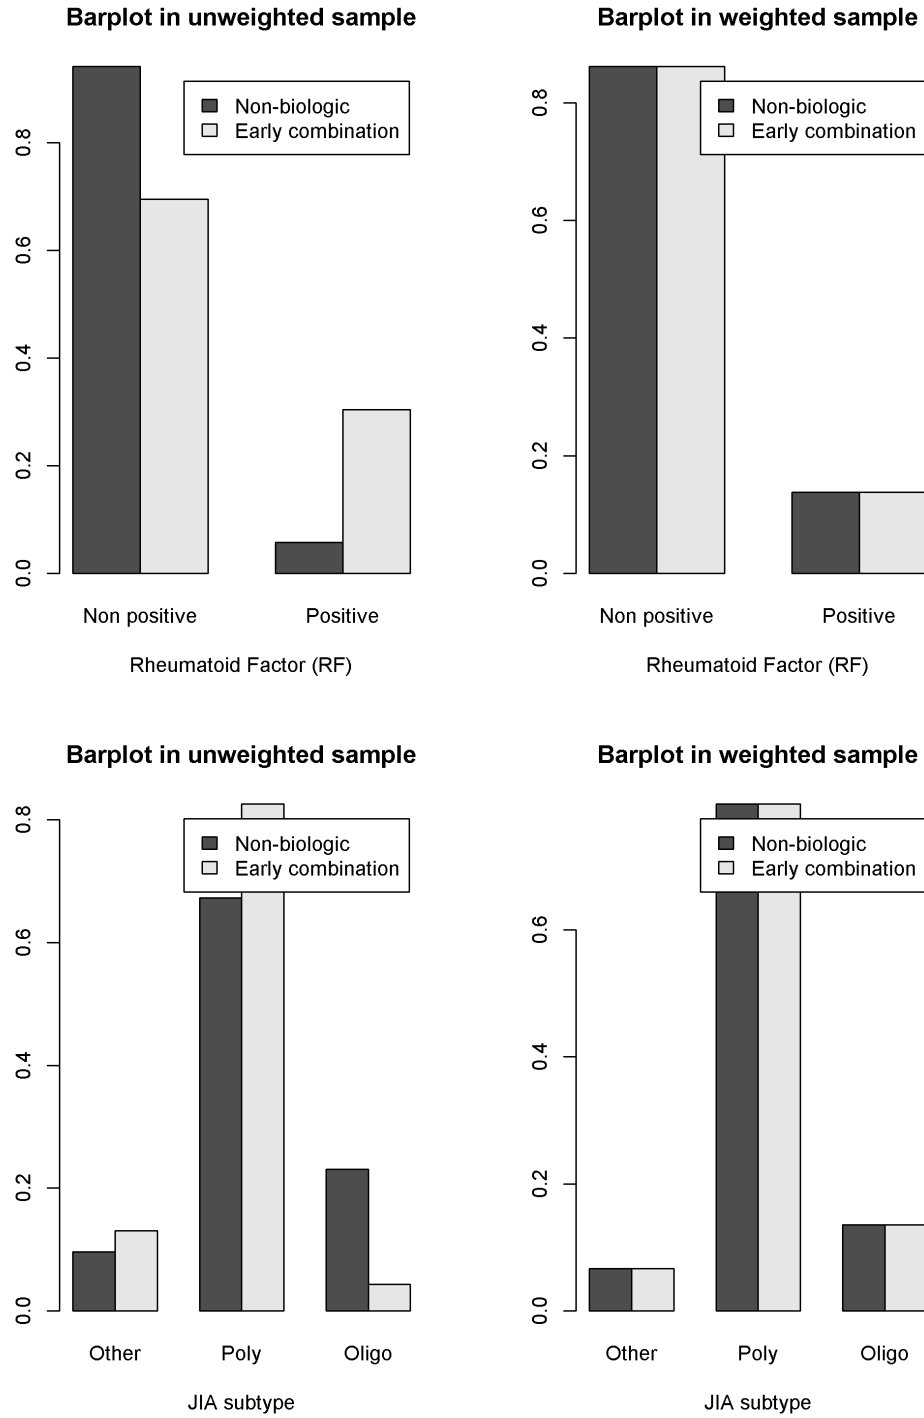 Barplot in unweighted sample
Non-biologic
Early combination
0.8
0.6
0.4
0.2
0.0
Non positive Positive
Rheumatoid Factor (RF)
Barplot in weighted sample
Non-biologic
Early combination
0.8
0.6
0.4
0.2
0.0
Non positive Positive
Rheumatoid Factor (RF)
Barplot in unweighted sample
Non-biologic
Early combination
0.8
0.6
0.4
0.2
0.0
Other Poly Oligo
JIA subtype
Barplot in weighted sample
Non-biologic
Early combination
0.6
0.4
0.2
0.0
Other Poly Oligo
JIA subtype